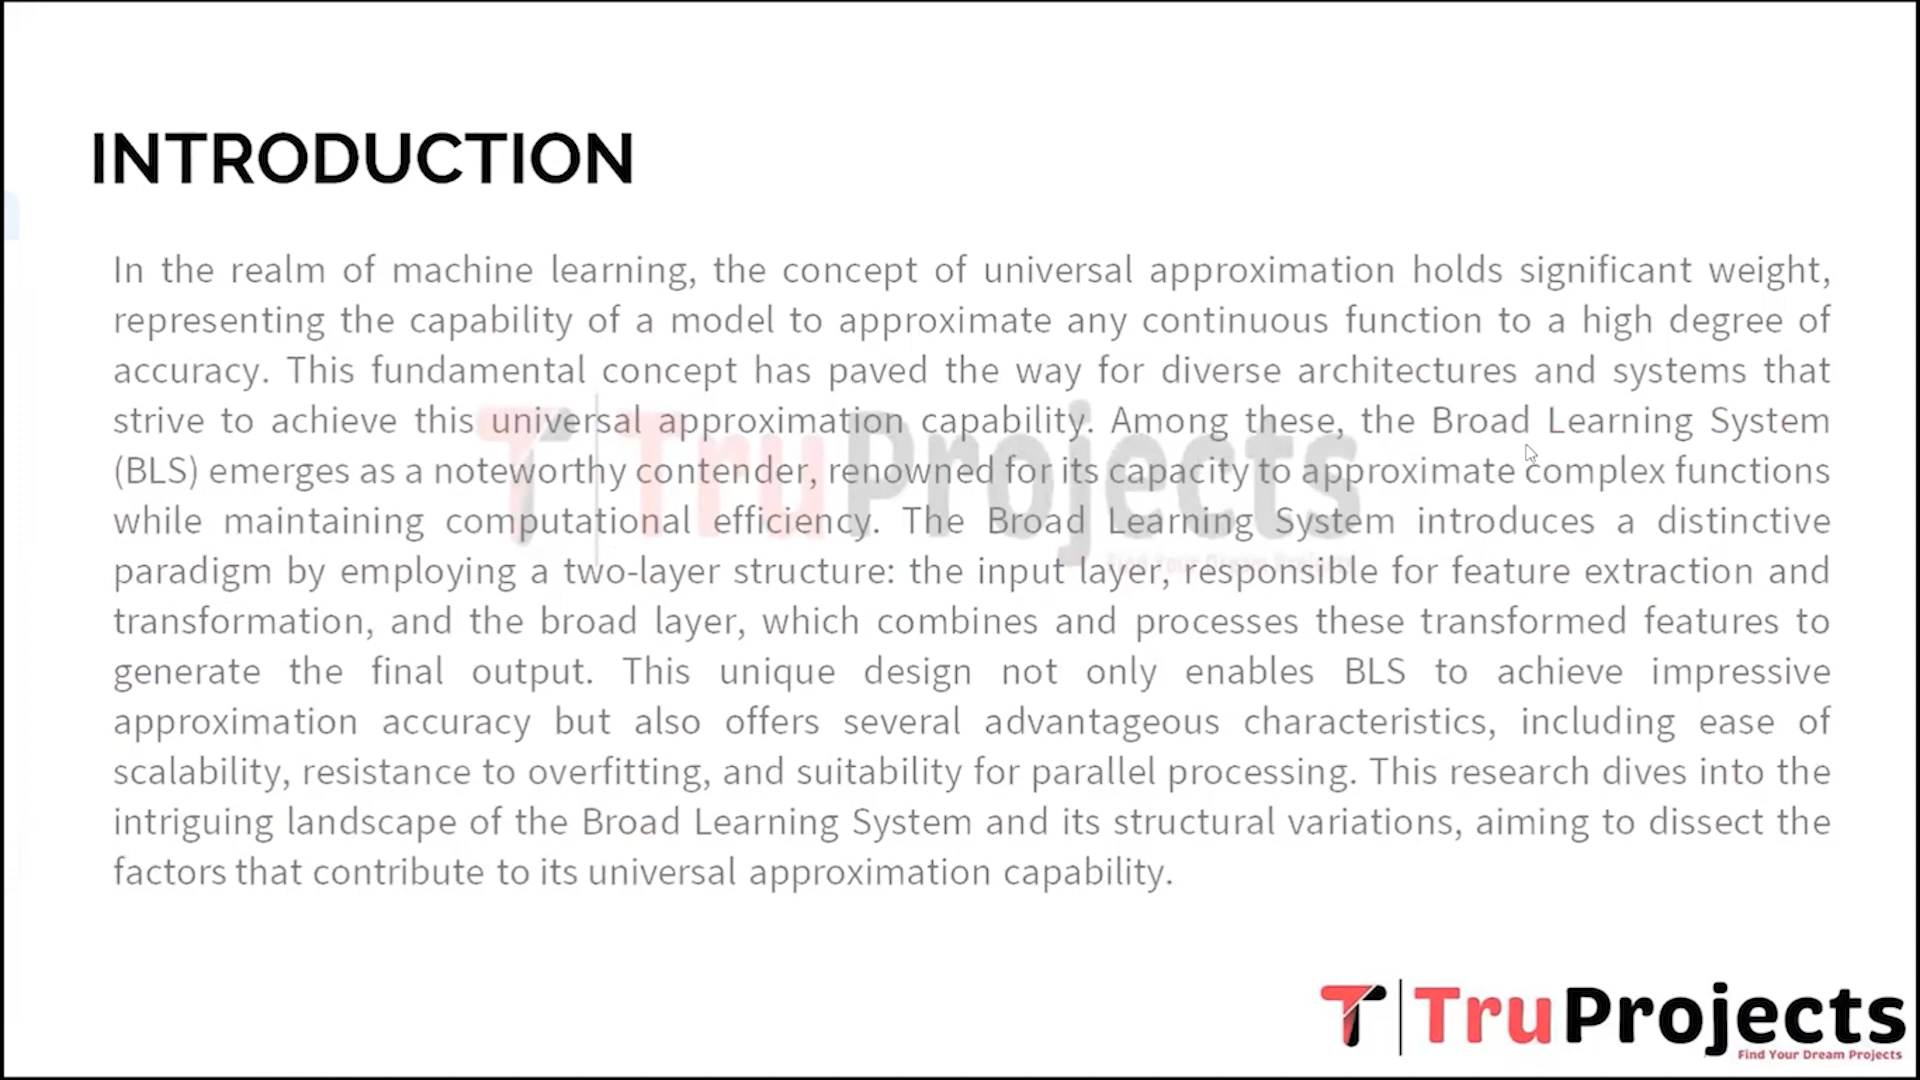 INTRODUCTION
In the realm of machine learning, the concept of universal approximation holds significant weight,
representing the capability of a model to approximate any continuous function to a high degree of
accuracy. This fundamental concept has paved the way for diverse architectures and systems that
strive to achieve this universal approximation capability. Among these, the Broad Learning System
(BLS) emerges as a noteworthy contender, renowned for its capacity to approximate complex functions
while maintaining computational efficiency. The Broad Learning System introduces a distinctive
paradigm by employing a two-layer structure: the input layer, responsible for feature extraction and
transformation, and the broad layer, which combines and processes these transformed features to
generate the final output. This unique design not only enables BLS to achieve impressive
approximation accuracy but also offers several advantageous characteristics, including ease of
scalability, resistance to overfitting, and suitability for parallel processing. This research dives into the
intriguing landscape of the Broad Learning System and its structural variations, aiming to dissect the
factors that contribute to its universal approximation capability.
TruProjects
Find Your Dream Projects
TruProjects
Find Your Dream Projects